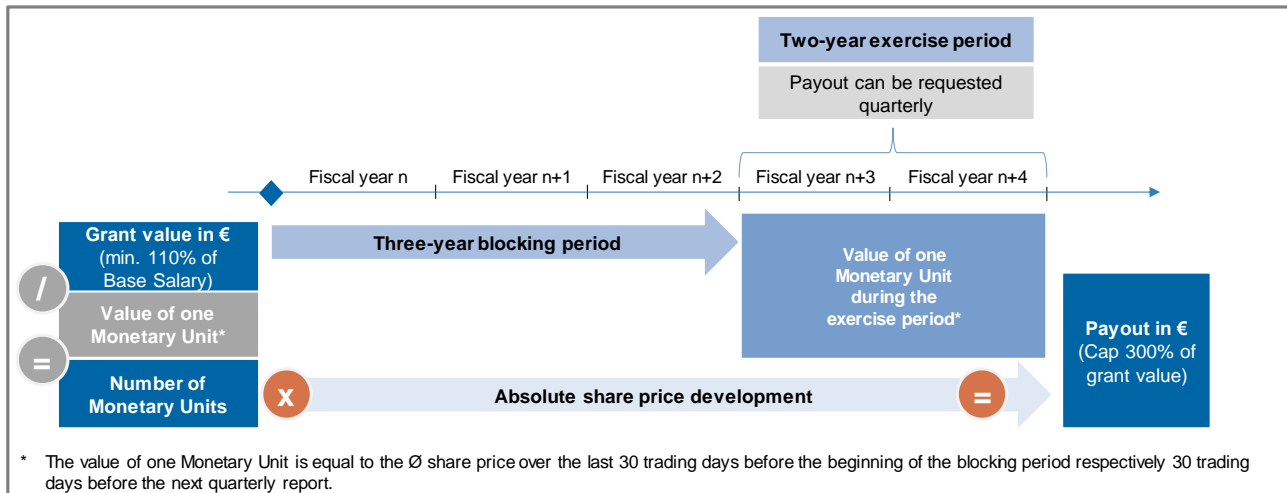 Two-year exercise period
Payout can be requested
quarterly
Fiscal year n
Fiscal year n+1
Fiscal year n+2
Fiscal year n+3
Fiscal year n+4
Grant value in €
(min. 110% of
Base Salary)
/
Value of one
Monetary Unit*
=
Number of
Monetary Units
Three-year blocking period
Value of one
Monetary Unit
during the
exercise period*
x
Absolute share price development
=
Payout in €
(Cap 300% of
grant value)
* The value of one Monetary Unit is equal to the Ø share price over the last 30 trading days before the beginning of the blocking period respectively 30 trading
days before the next quarterly report.